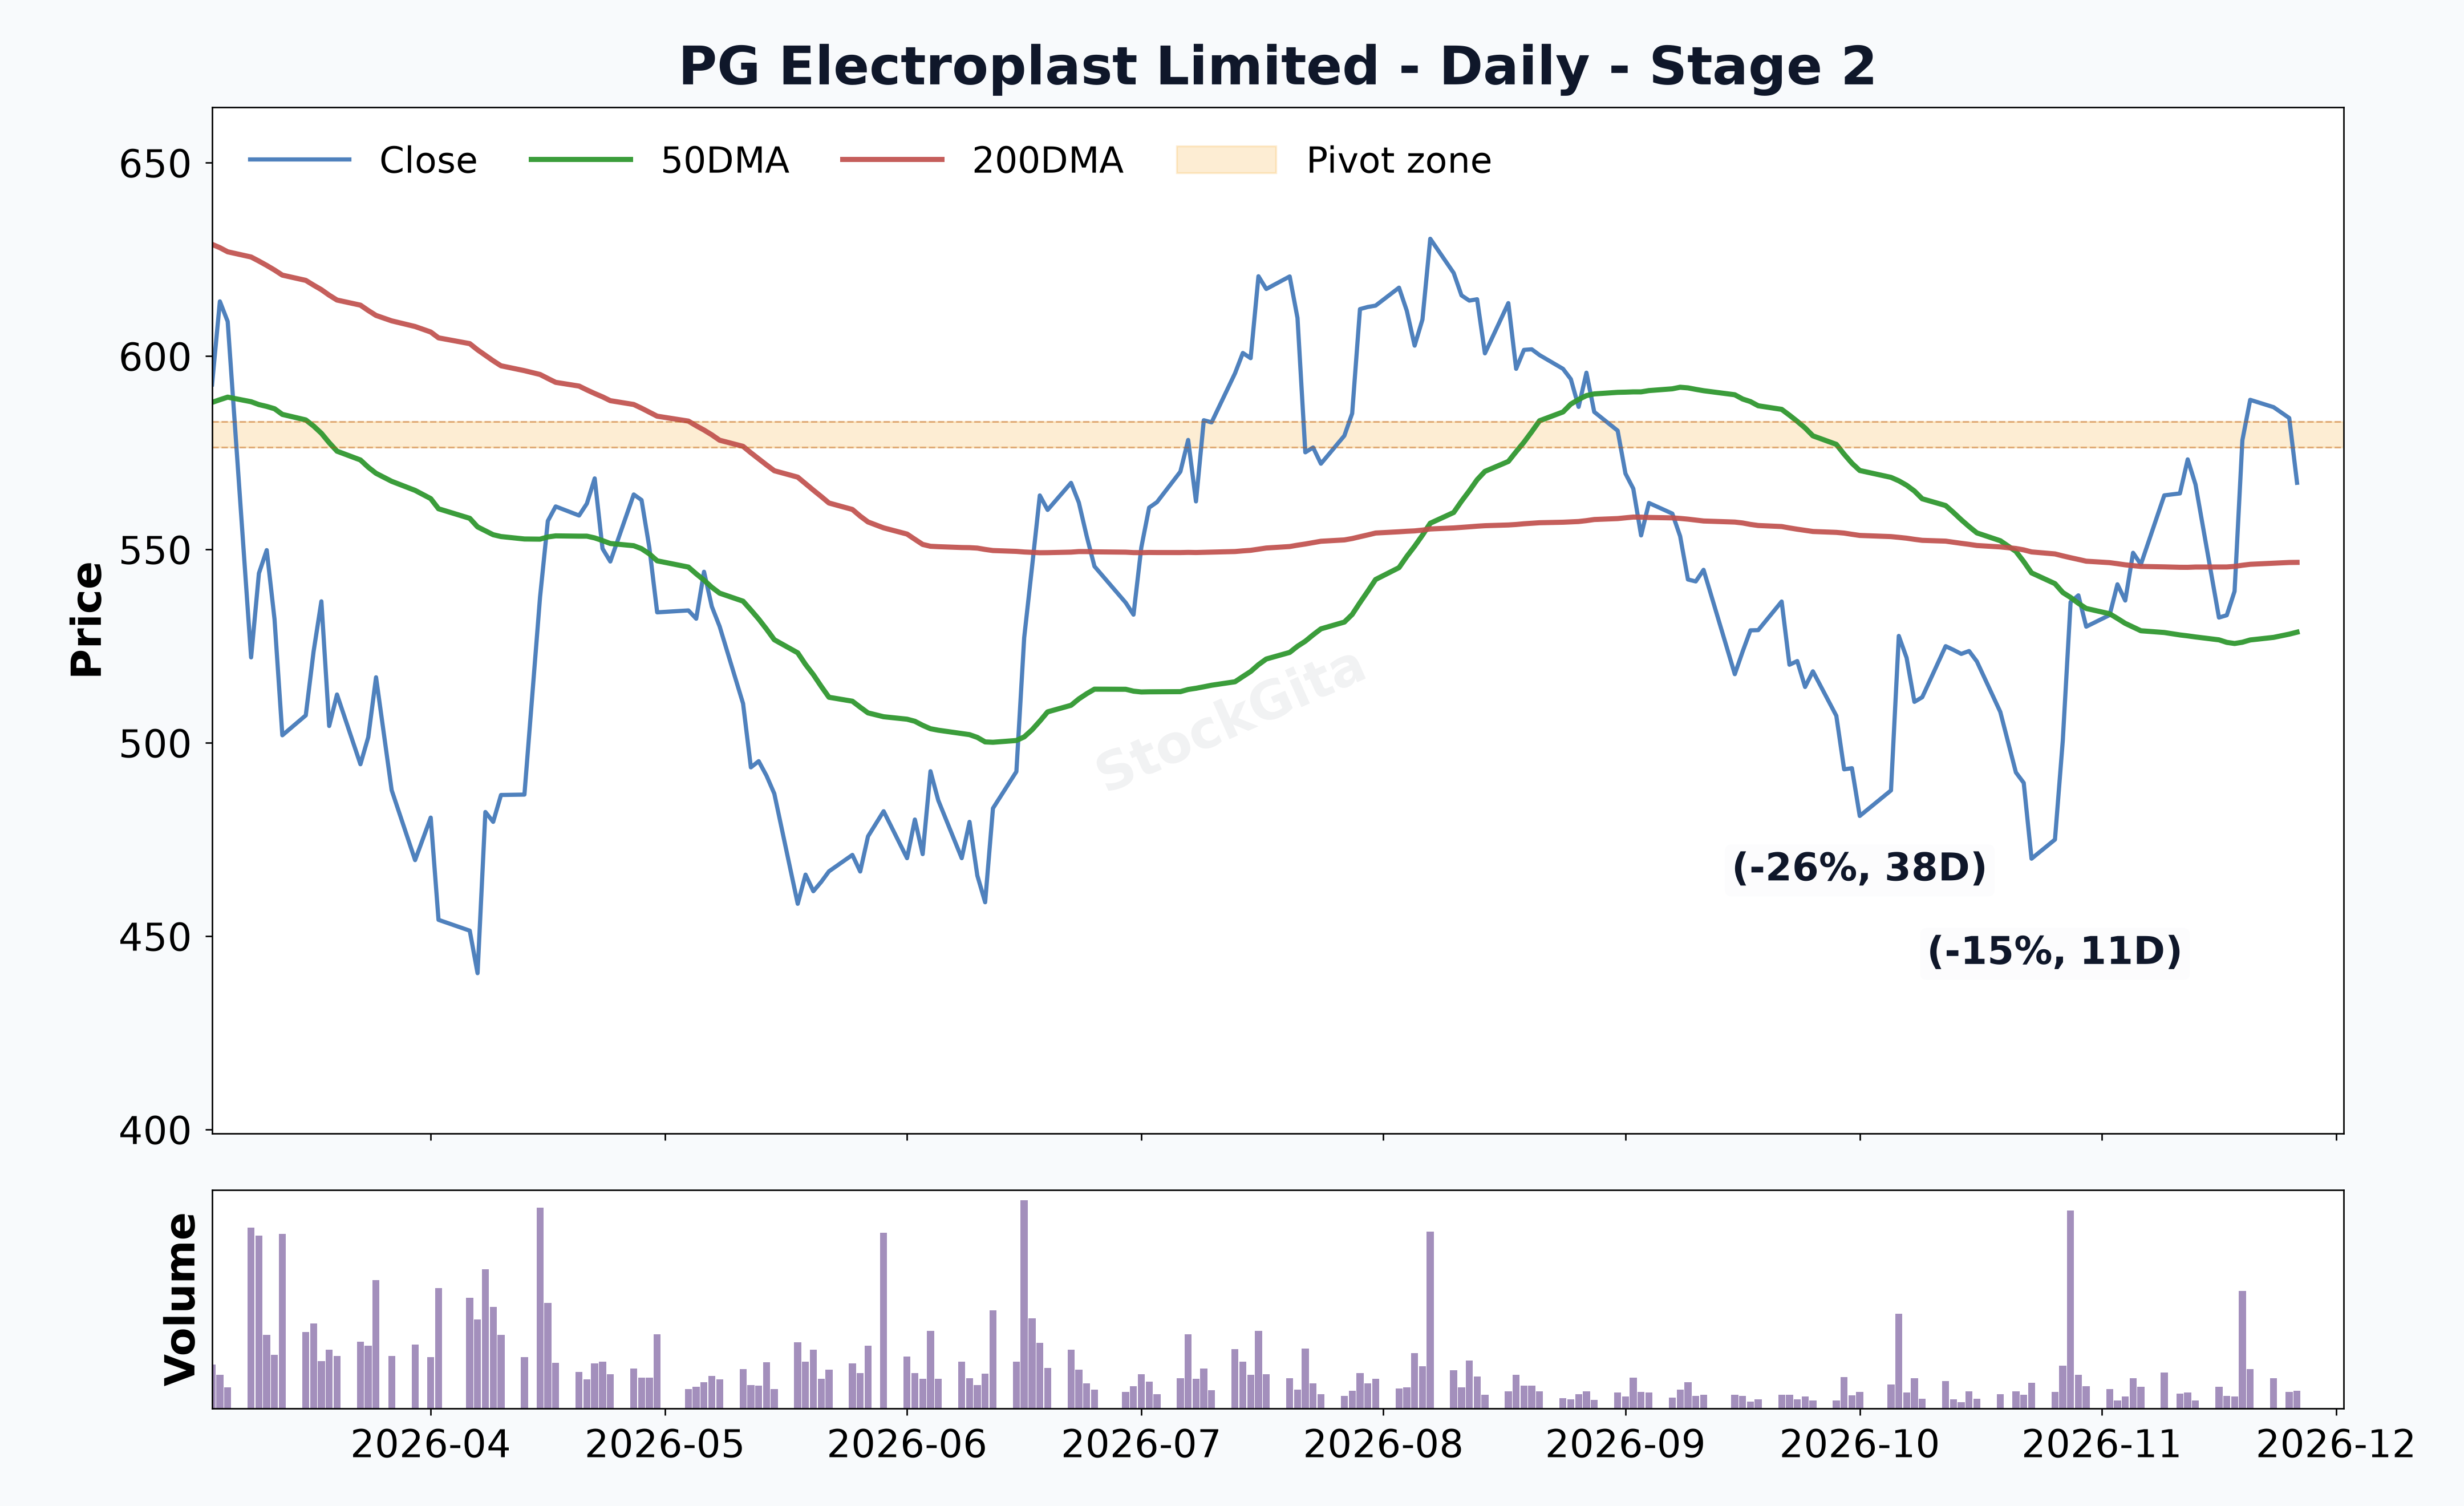 PG Electroplast Limited - Daily - Stage 2
Close
50DMA
200DMA
Pivot zone
Price
650
600
550
500
450
400
StockGita
(-26%, 38D)
(-15%, 11D)
Volume
2026-04
2026-05
2026-06
2026-07
2026-08
2026-09
2026-10
2026-11
2026-12